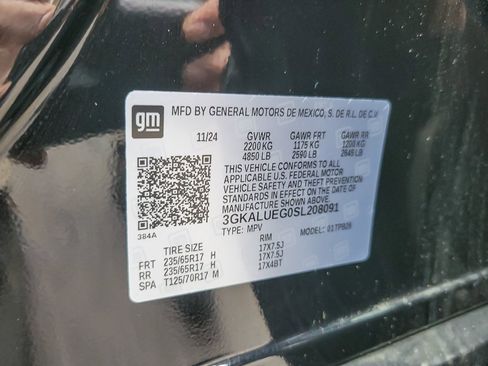 gm
MFD BY GENERAL MOTORS DE MEXICO, S. DE R.L. DE C.V
11/24 GVWR GAWR FRT GAWR RR
2200 KG 1175 KG 1200 KG
4850 LB 2590 LB 2645 LB
THIS VEHICLE CONFORMS TO ALL
APPLICABLE U.S. FEDERAL MOTOR
VEHICLE SAFETY AND THEFT PREVENTION
STANDARDS IN EFFECT ON THE DATE OF
MANUFACTURE SHOWN ABOVE.
3GKALUEG0SL208091
384A TYPE: MPV MODEL: 01TPB26
TIRE SIZE RIM
FRT 235/65R17 H 17X7.5J
RR 235/65R17 H 17X7.5J
SPA T125/70R17 M 17X4BT